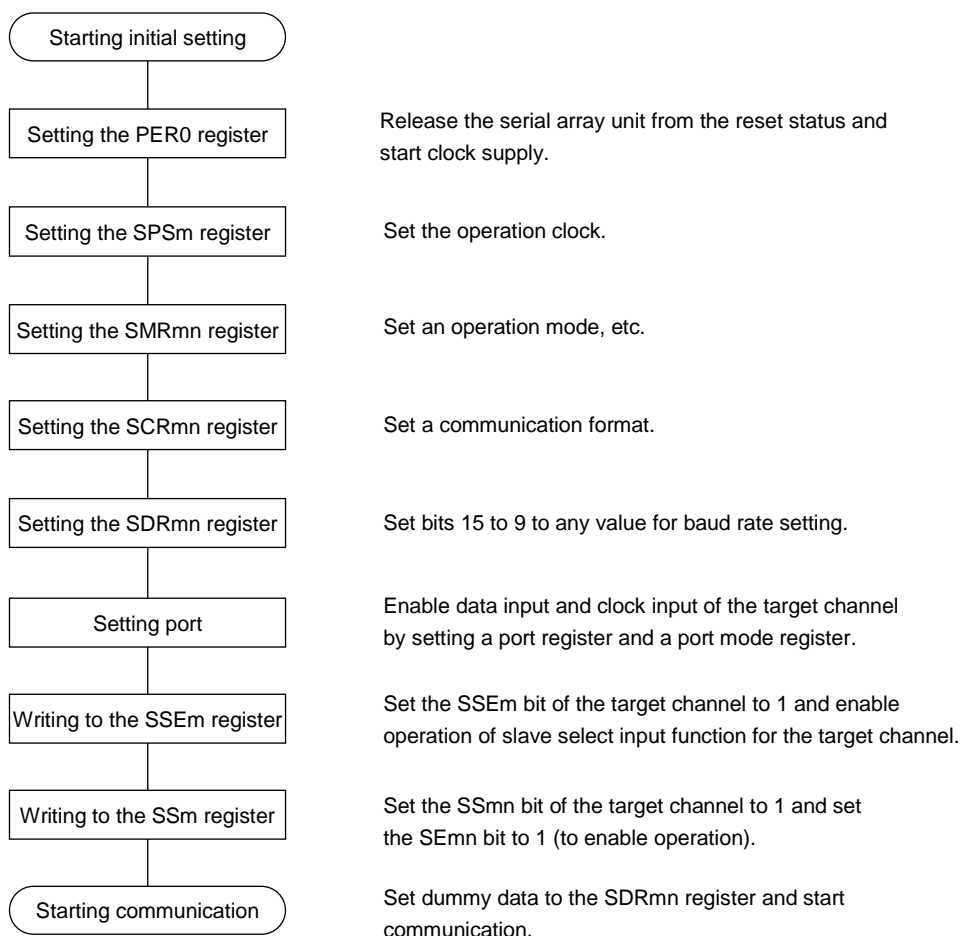 Starting initial setting
Setting the PER0 register
Release the serial array unit from the reset status and
start clock supply.
Setting the SPSm register
Set the operation clock.
Setting the SMRmn register
Set an operation mode, etc.
Setting the SCRmn register
Set a communication format.
Setting the SDRmn register
Set bits 15 to 9 to any value for baud rate setting.
Setting port
Enable data input and clock input of the target channel
by setting a port register and a port mode register.
Writing to the SSEm register
Set the SSEm bit of the target channel to 1 and enable
operation of slave select input function for the target channel.
Writing to the SSm register
Set the SSmn bit of the target channel to 1 and set
the SEmn bit to 1 (to enable operation).
Starting communication
Set dummy data to the SDRmn register and start
communication.